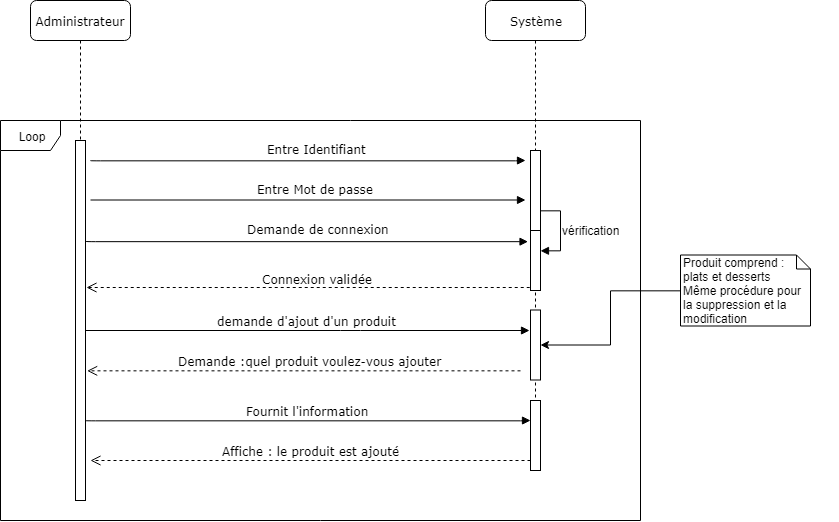 Administrateur
Système
Loop
Entre Identifiant
Entre Mot de passe
Demande de connexion
vérification
Connexion validée
Produit comprend :
plats et desserts
Même procédure pour
la suppression et la
modification
demande d'ajout d'un produit
Demande :quel produit voulez-vous ajouter
Fournit l'information
Affiche : le produit est ajouté